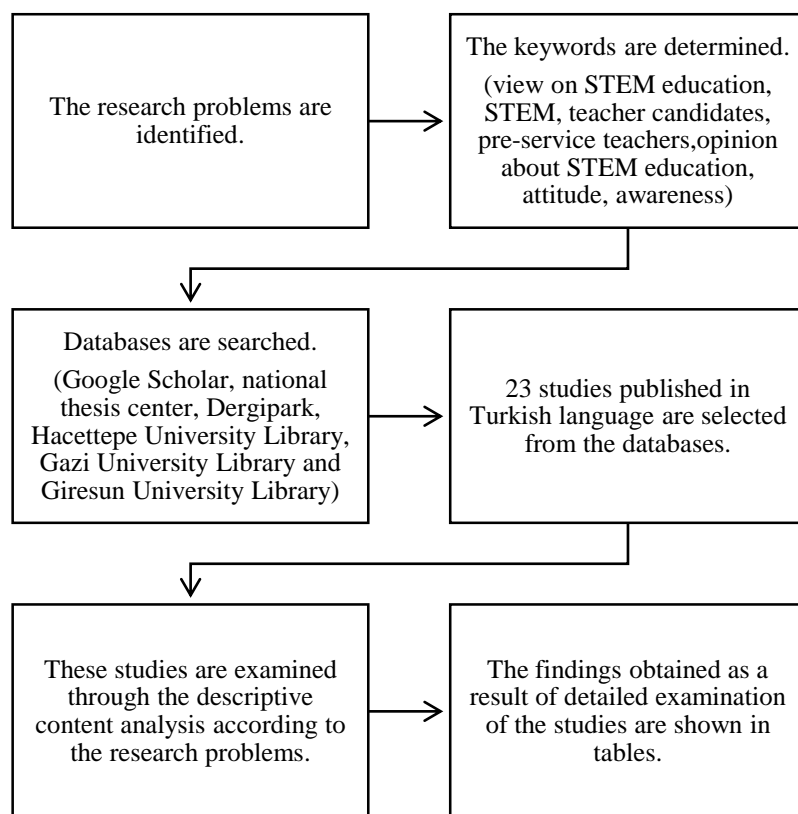 The research problems are
identified.
The keywords are determined.
(view on STEM education,
STEM, teacher candidates,
pre-service teachers,opinion
about STEM education,
attitude, awareness)
Databases are searched.
(Google Scholar, national
thesis center, Dergipark,
Hacettepe University Library,
Gazi University Library and
Giresun University Library)
23 studies published in
Turkish language are selected
from the databases.
These studies are examined
through the descriptive
content analysis according to
the research problems.
The findings obtained as a
result of detailed examination
of the studies are shown in
tables.